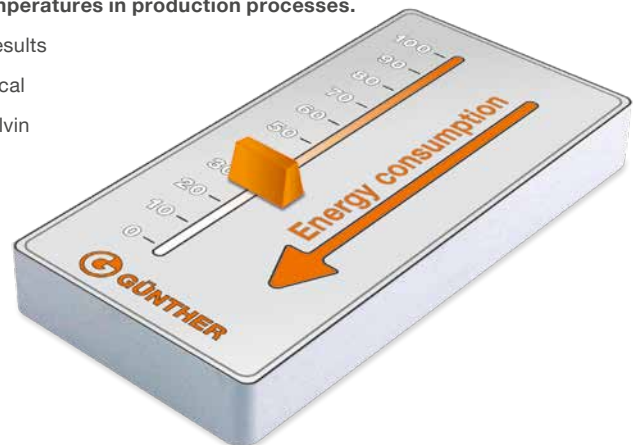 mperatures in production processes.
esults
cal
lvin
100
90
80
70
60
50
30
20
10
0
Energy consumption
GÜNTHER